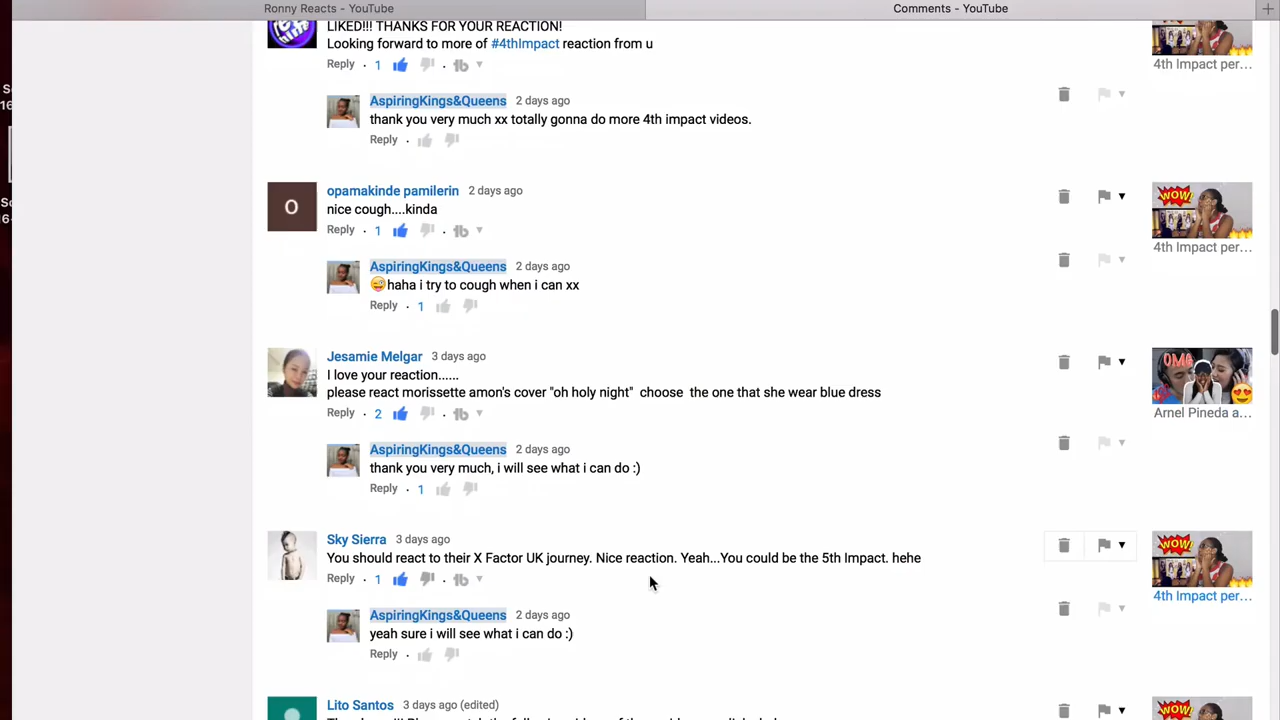 Ronny Reacts - YouTube
Comments - YouTube
LIKED!!! THANKS FOR YOUR REACTION!
Looking forward to more of #4thImpact reaction from u
Reply · 1
4th Impact per...
AspiringKings&Queens 2 days ago
thank you very much xx totally gonna do more 4th impact videos.
Reply ·
opamakinde pamilerin 2 days ago
nice cough....kinda
Reply · 1
WOW!
4th Impact per...
O
AspiringKings&Queens 2 days ago
😜haha i try to cough when i can xx
Reply · 1
Jesamie Melgar 3 days ago
I love your reaction......
please react morissette amon's cover "oh holy night" choose the one that she wear blue dress
Reply · 2
OMG
Arnel Pineda a...
AspiringKings&Queens 2 days ago
thank you very much, i will see what i can do :)
Reply · 1
Sky Sierra 3 days ago
You should react to their X Factor UK journey. Nice reaction. Yeah...You could be the 5th Impact. hehe
Reply · 1
WOW!
4th Impact per...
AspiringKings&Queens 2 days ago
yeah sure i will see what i can do :)
Reply ·
Lito Santos 3 days ago (edited)
WOW!